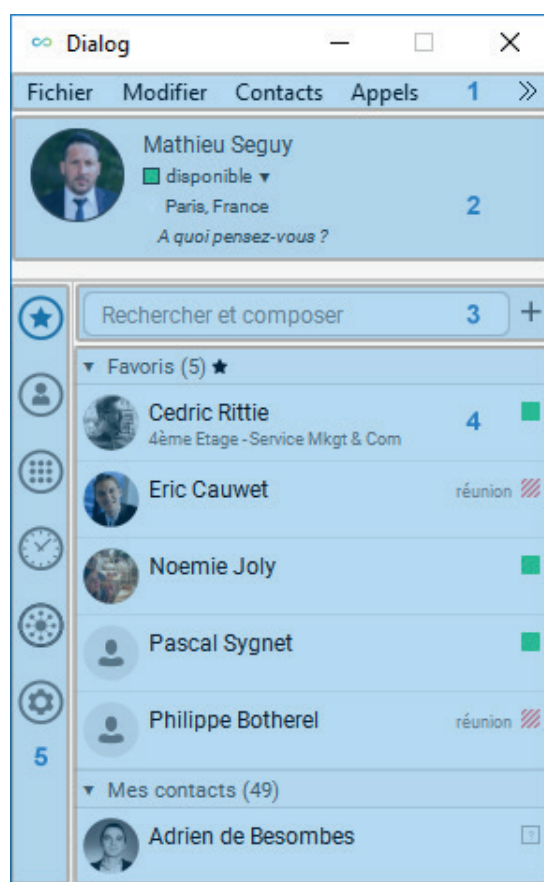 Dialog
Fichier Modifier Contacts Appels 1 »
Mathieu Seguy
disponible ▾
Paris, France
A quoi pensez-vous ?
2
Rechercher et composer 3 +
▾ Favoris (5) ★
Cedric Rittie
4ème Etage - Service Mkgt & Com
4
Eric Cauwet réunion
Noemie Joly
Pascal Sygnet
Philippe Botherel réunion
5
▾ Mes contacts (49)
Adrien de Besombes ?